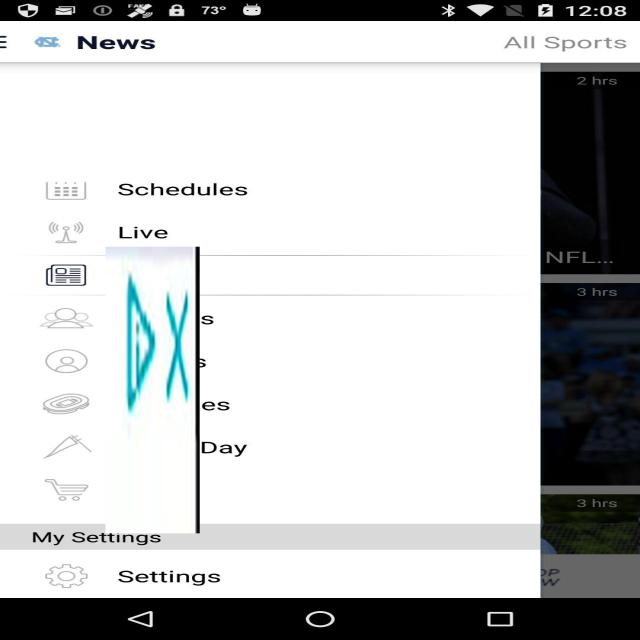 73° 12:08
News All Sports
2 hrs
Schedules
Live
NFL...
3 hrs
s
s
es
Day
3 hrs
My Settings
Settings